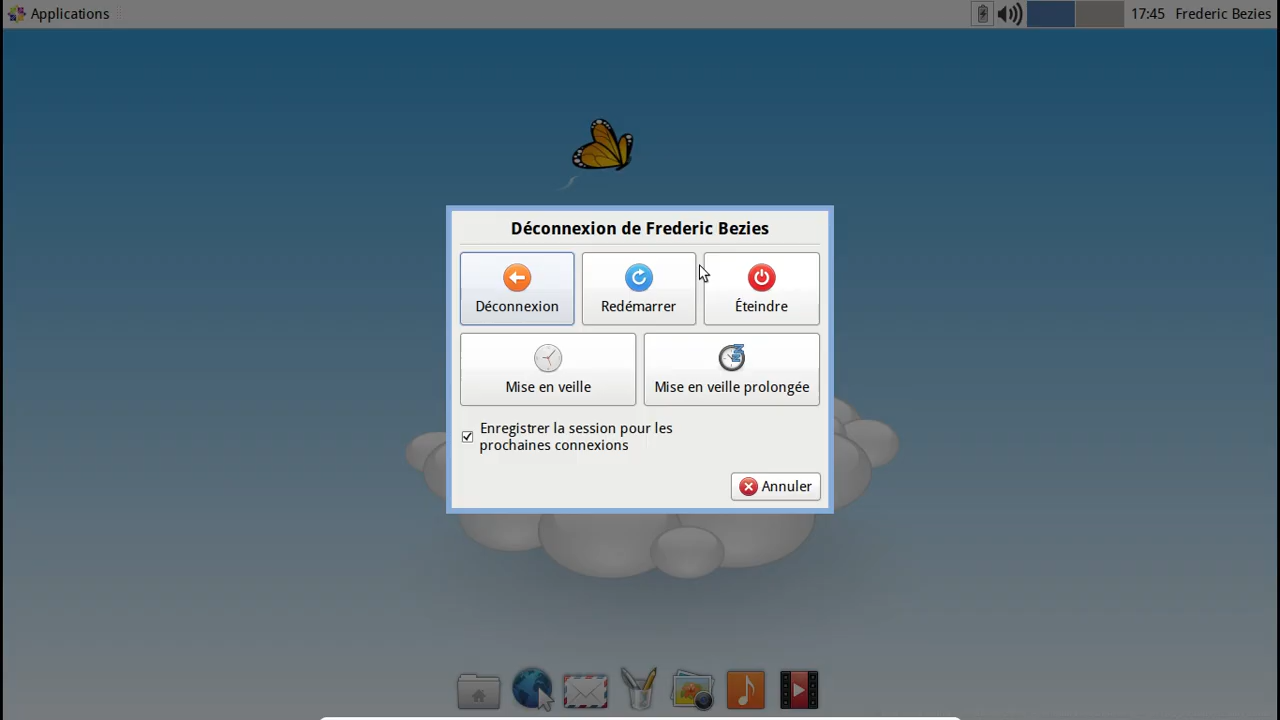 Applications
17:45 Frederic Bezies
Déconnexion de Frederic Bezies
Déconnexion
Redémarrer
Éteindre
Mise en veille
Mise en veille prolongée
Enregistrer la session pour les
prochaines connexions
Annuler